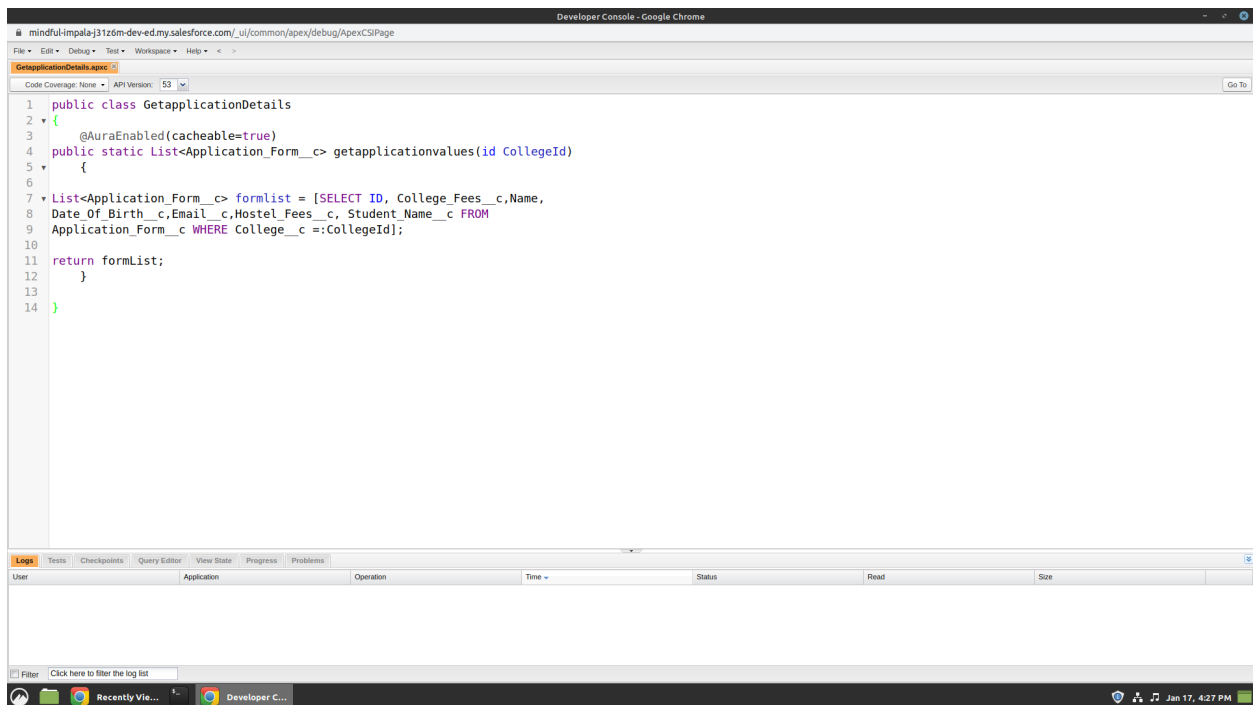 Developer Console - Google Chrome
mindful-impala-j31z6m-dev-ed.my.salesforce.com/_ui/common/apex/debug/ApexCSIPage
File Edit Debug Test Workspace Help < >
GetapplicationDetails.apxc
Code Coverage: None API Version: 53 Go To
1 public class GetapplicationDetails
2 {
3 @AuraEnabled(cacheable=true)
4 public static List<Application_Form__c> getapplicationvalues(id CollegeId)
5 {
6
7 List<Application_Form__c> formlist = [SELECT ID, College_Fees__c,Name,
8 Date_Of_Birth__c,Email__c,Hostel_Fees__c, Student_Name__c FROM
9 Application_Form__c WHERE College__c =:CollegeId];
10
11 return formList;
12 }
13
14 }
Logs Tests Checkpoints Query Editor View State Progress Problems
User Application Operation Time Status Read Size
Filter Click here to filter the log list
Recently Vie... $_ Developer C... Jan 17, 4:27 PM